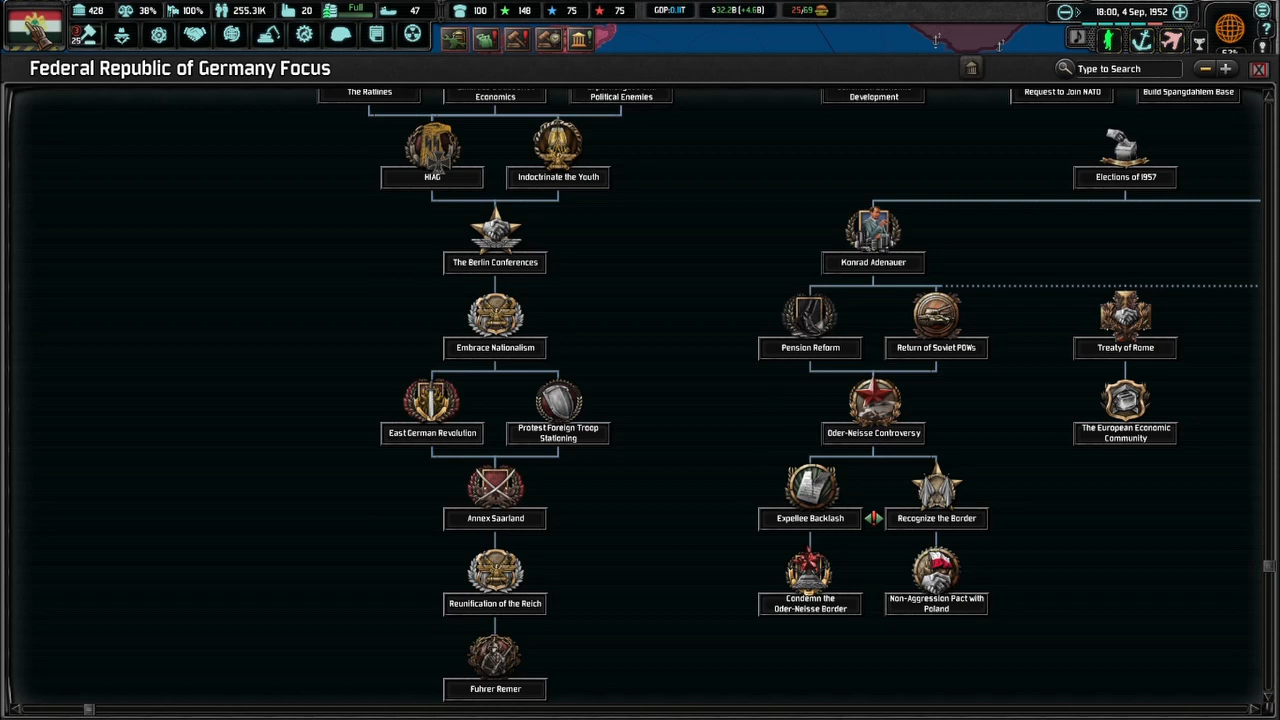 428
38%
100%
255.31K
20
Full
47
100
148
75
75
GDP:0.11T
$32.2B (+4.6B)
25/69
18:00, 4 Sep, 1952
25
Federal Republic of Germany Focus
Type to Search
The Ratlines
Economics
Political Enemies
Development
Request to Join NATO
Build Spangdahlem Base
HIAG
Indoctrinate the Youth
Elections of 1957
The Berlin Conferences
Konrad Adenauer
Embrace Nationalism
Pension Reform
Return of Soviet POWs
Treaty of Rome
East German Revolution
Protest Foreign Troop
Stationing
Oder-Neisse Controversy
The European Economic
Community
Annex Saarland
Expellee Backlash
Recognize the Border
Reunification of the Reich
Condemn the
Oder-Neisse Border
Non-Aggression Pact with
Poland
Fuhrer Remer